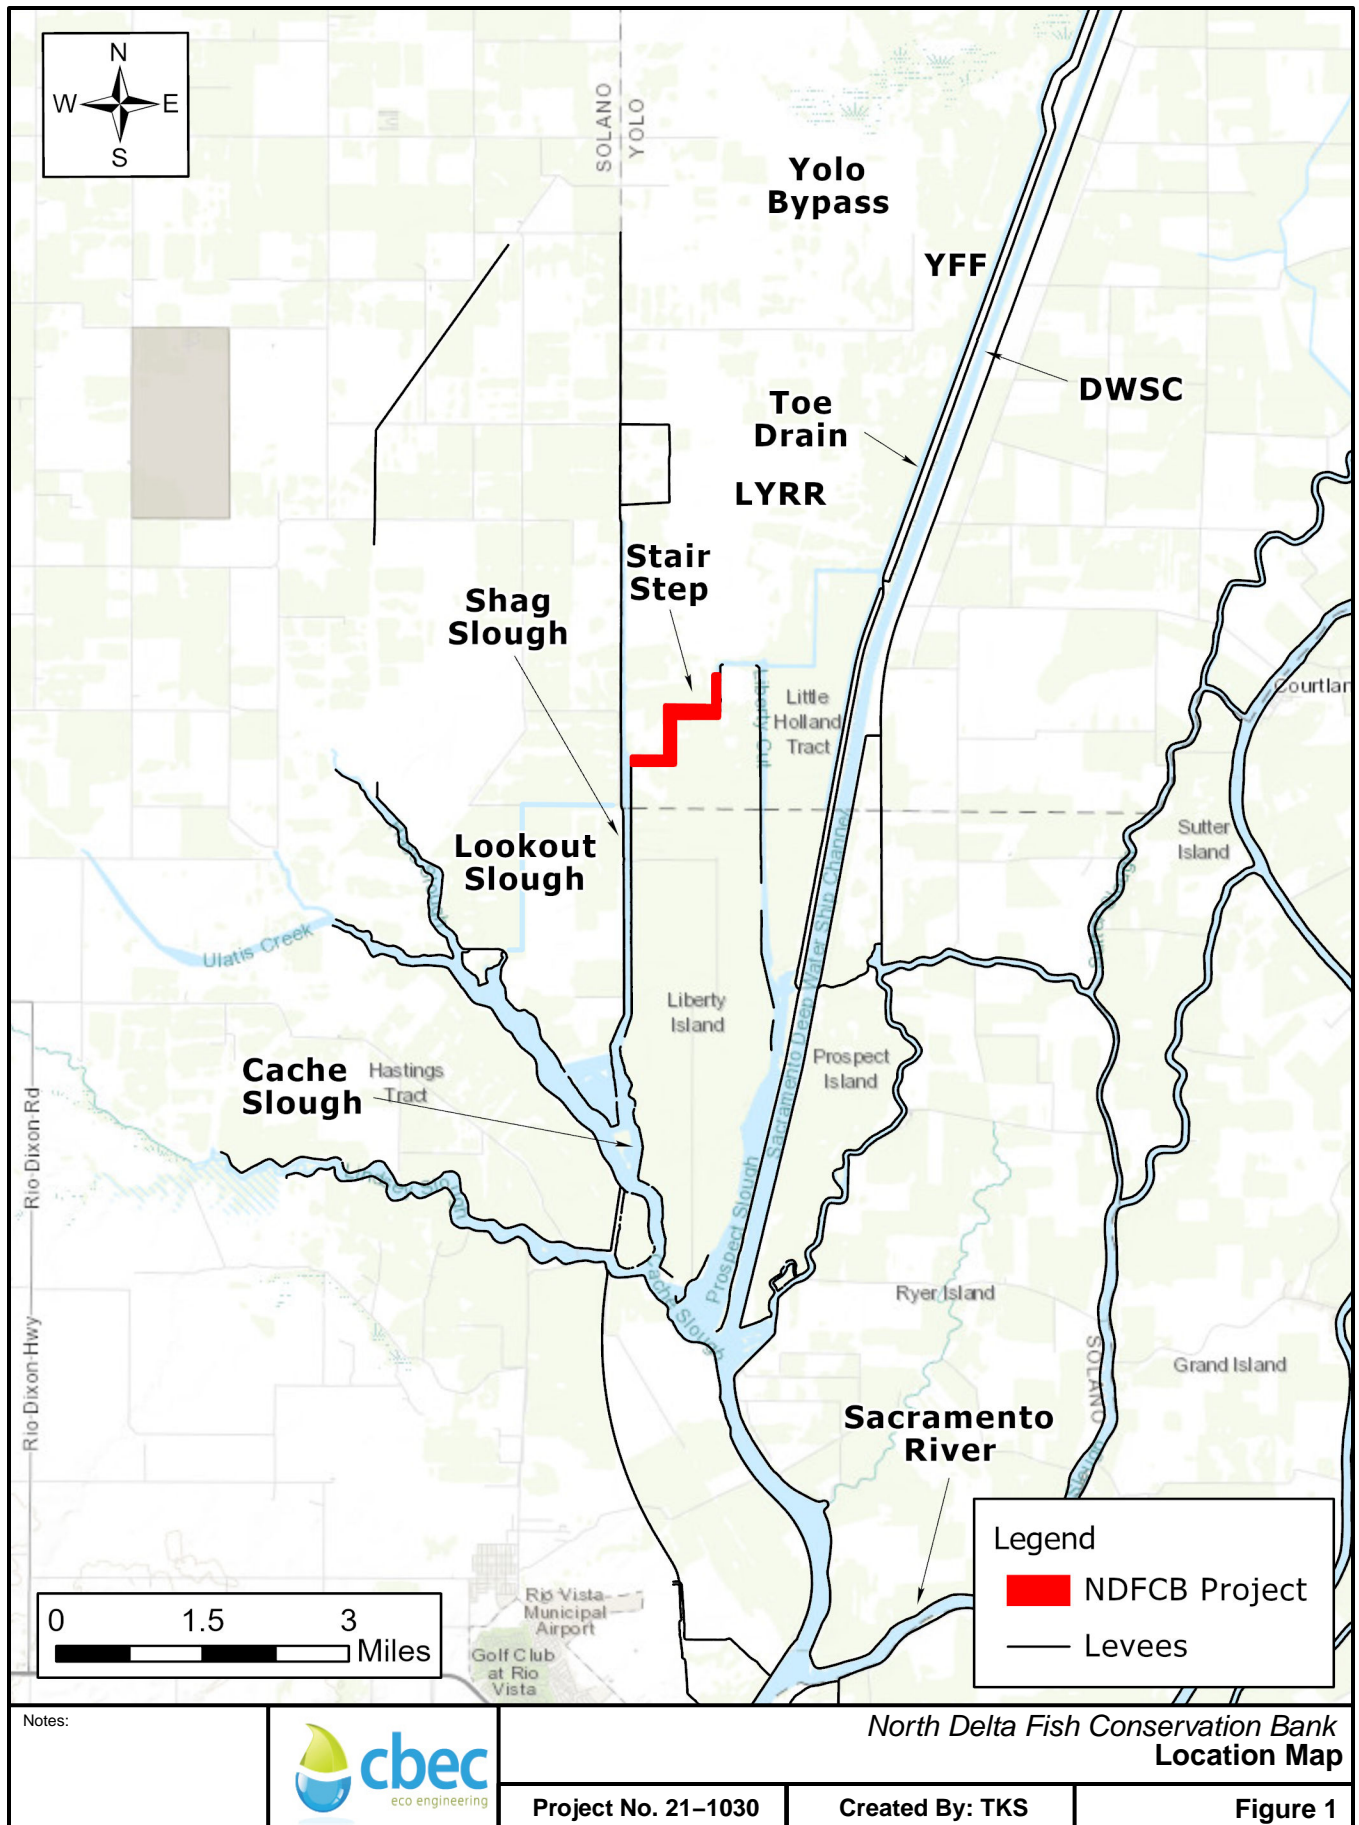 N
W
E
S
SOLANO
YOLO
Yolo
Bypass
YFF
DWSC
Toe
Drain
LYRR
Stair
Step
Shag
Slough
Liberty Cut
Little
Holland
Tract
Courtlan
Sutter
Island
Lookout
Slough
Ulatis Creek
Sacramento Deep Water Ship Channel
Liberty
Island
Cache
Slough
Hastings
Tract
Prospect
Island
Rio-Dixon-Rd
Lindsey Slough
Prospect Slough
Cache Slough
Ryer Island
Rio-Dixon-Hwy
SOLANO
Grand Island
Sacramento
River
Slough
Rio Vista
Municipal
Airport
Golf Club
at Rio
Vista
Legend
NDFCB Project
Levees
0 1.5 3
Miles
Notes:
cbec
eco engineering
North Delta Fish Conservation Bank
Location Map
Project No. 21–1030
Created By: TKS
Figure 1